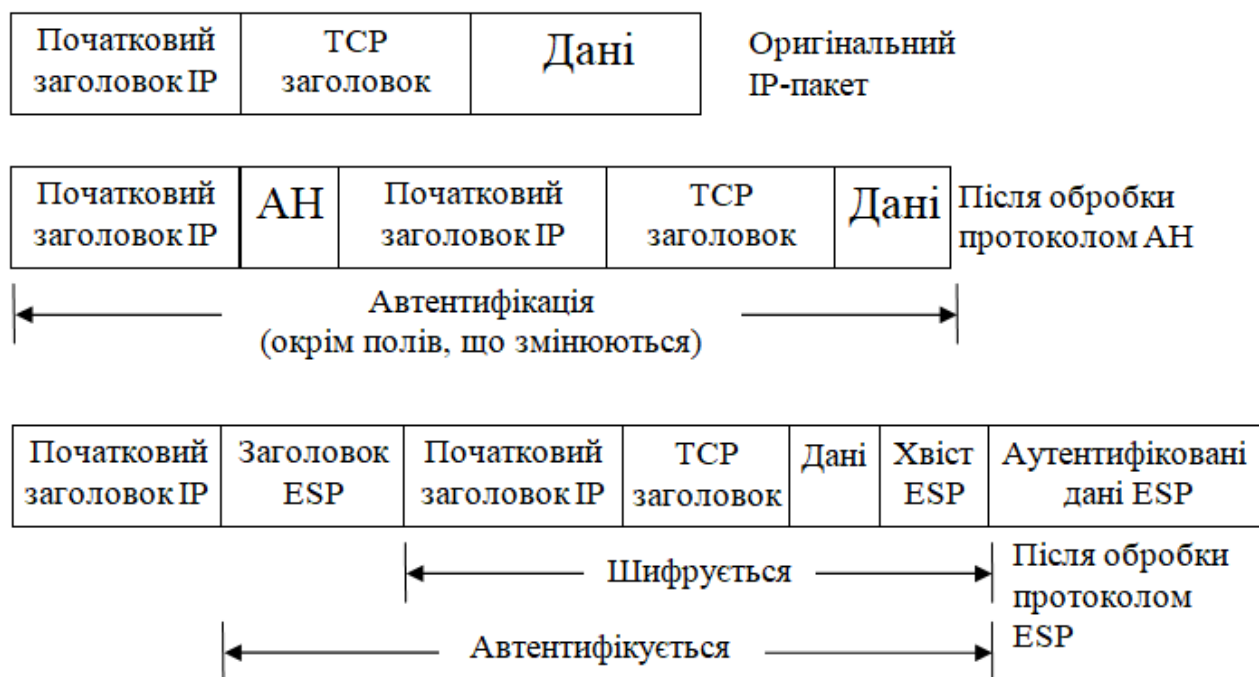 Початковий
заголовок IP
TCP
заголовок
Дані
Оригінальний
IP-пакет
Початковий
заголовок IP
АН
Початковий
заголовок IP
TCP
заголовок
Дані
Після обробки
протоколом АН
Автентифікація
(окрім полів, що змінюються)
Початковий
заголовок IP
Заголовок
ESP
Початковий
заголовок IP
TCP
заголовок
Дані
Хвіст
ESP
Аутентифіковані
дані ESP
Шифрується
Після обробки
протоколом
ESP
Автентифікується